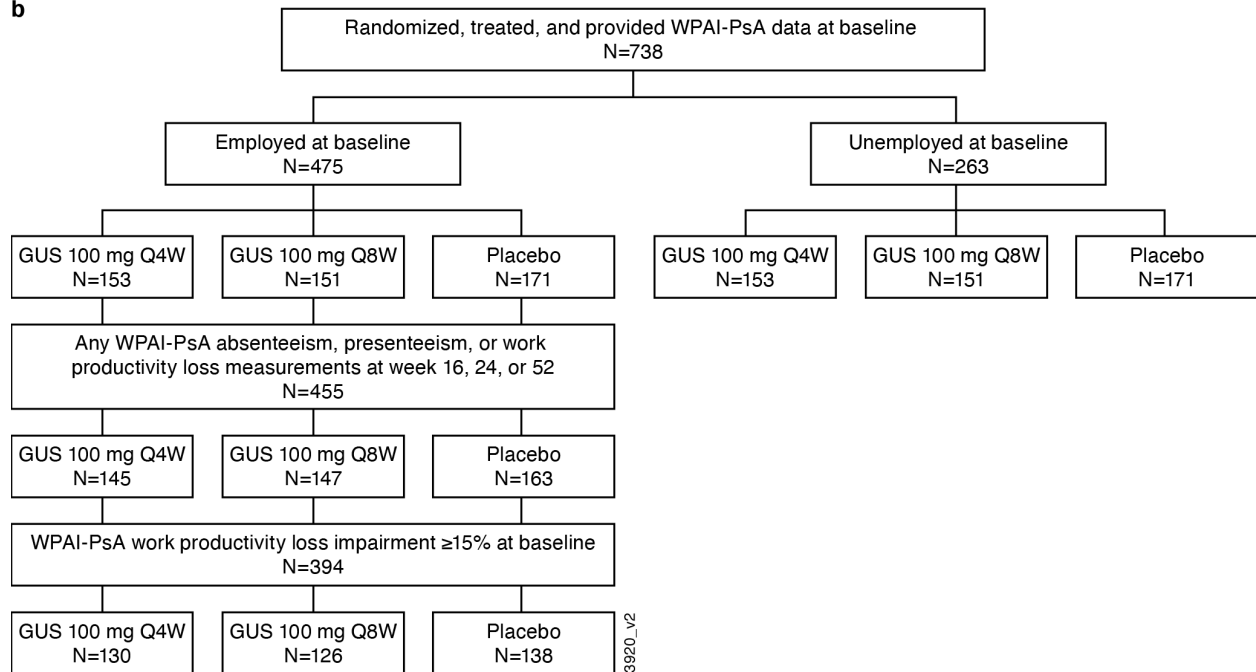 b
Randomized, treated, and provided WPAI-PsA data at baseline
N=738
Employed at baseline
N=475
Unemployed at baseline
N=263
GUS 100 mg Q4W
N=153
GUS 100 mg Q8W
N=151
Placebo
N=171
GUS 100 mg Q4W
N=153
GUS 100 mg Q8W
N=151
Placebo
N=171
Any WPAI-PsA absenteeism, presenteeism, or work
productivity loss measurements at week 16, 24, or 52
N=455
GUS 100 mg Q4W
N=145
GUS 100 mg Q8W
N=147
Placebo
N=163
WPAI-PsA work productivity loss impairment ≥15% at baseline
N=394
GUS 100 mg Q4W
N=130
GUS 100 mg Q8W
N=126
Placebo
N=138
3920_v2